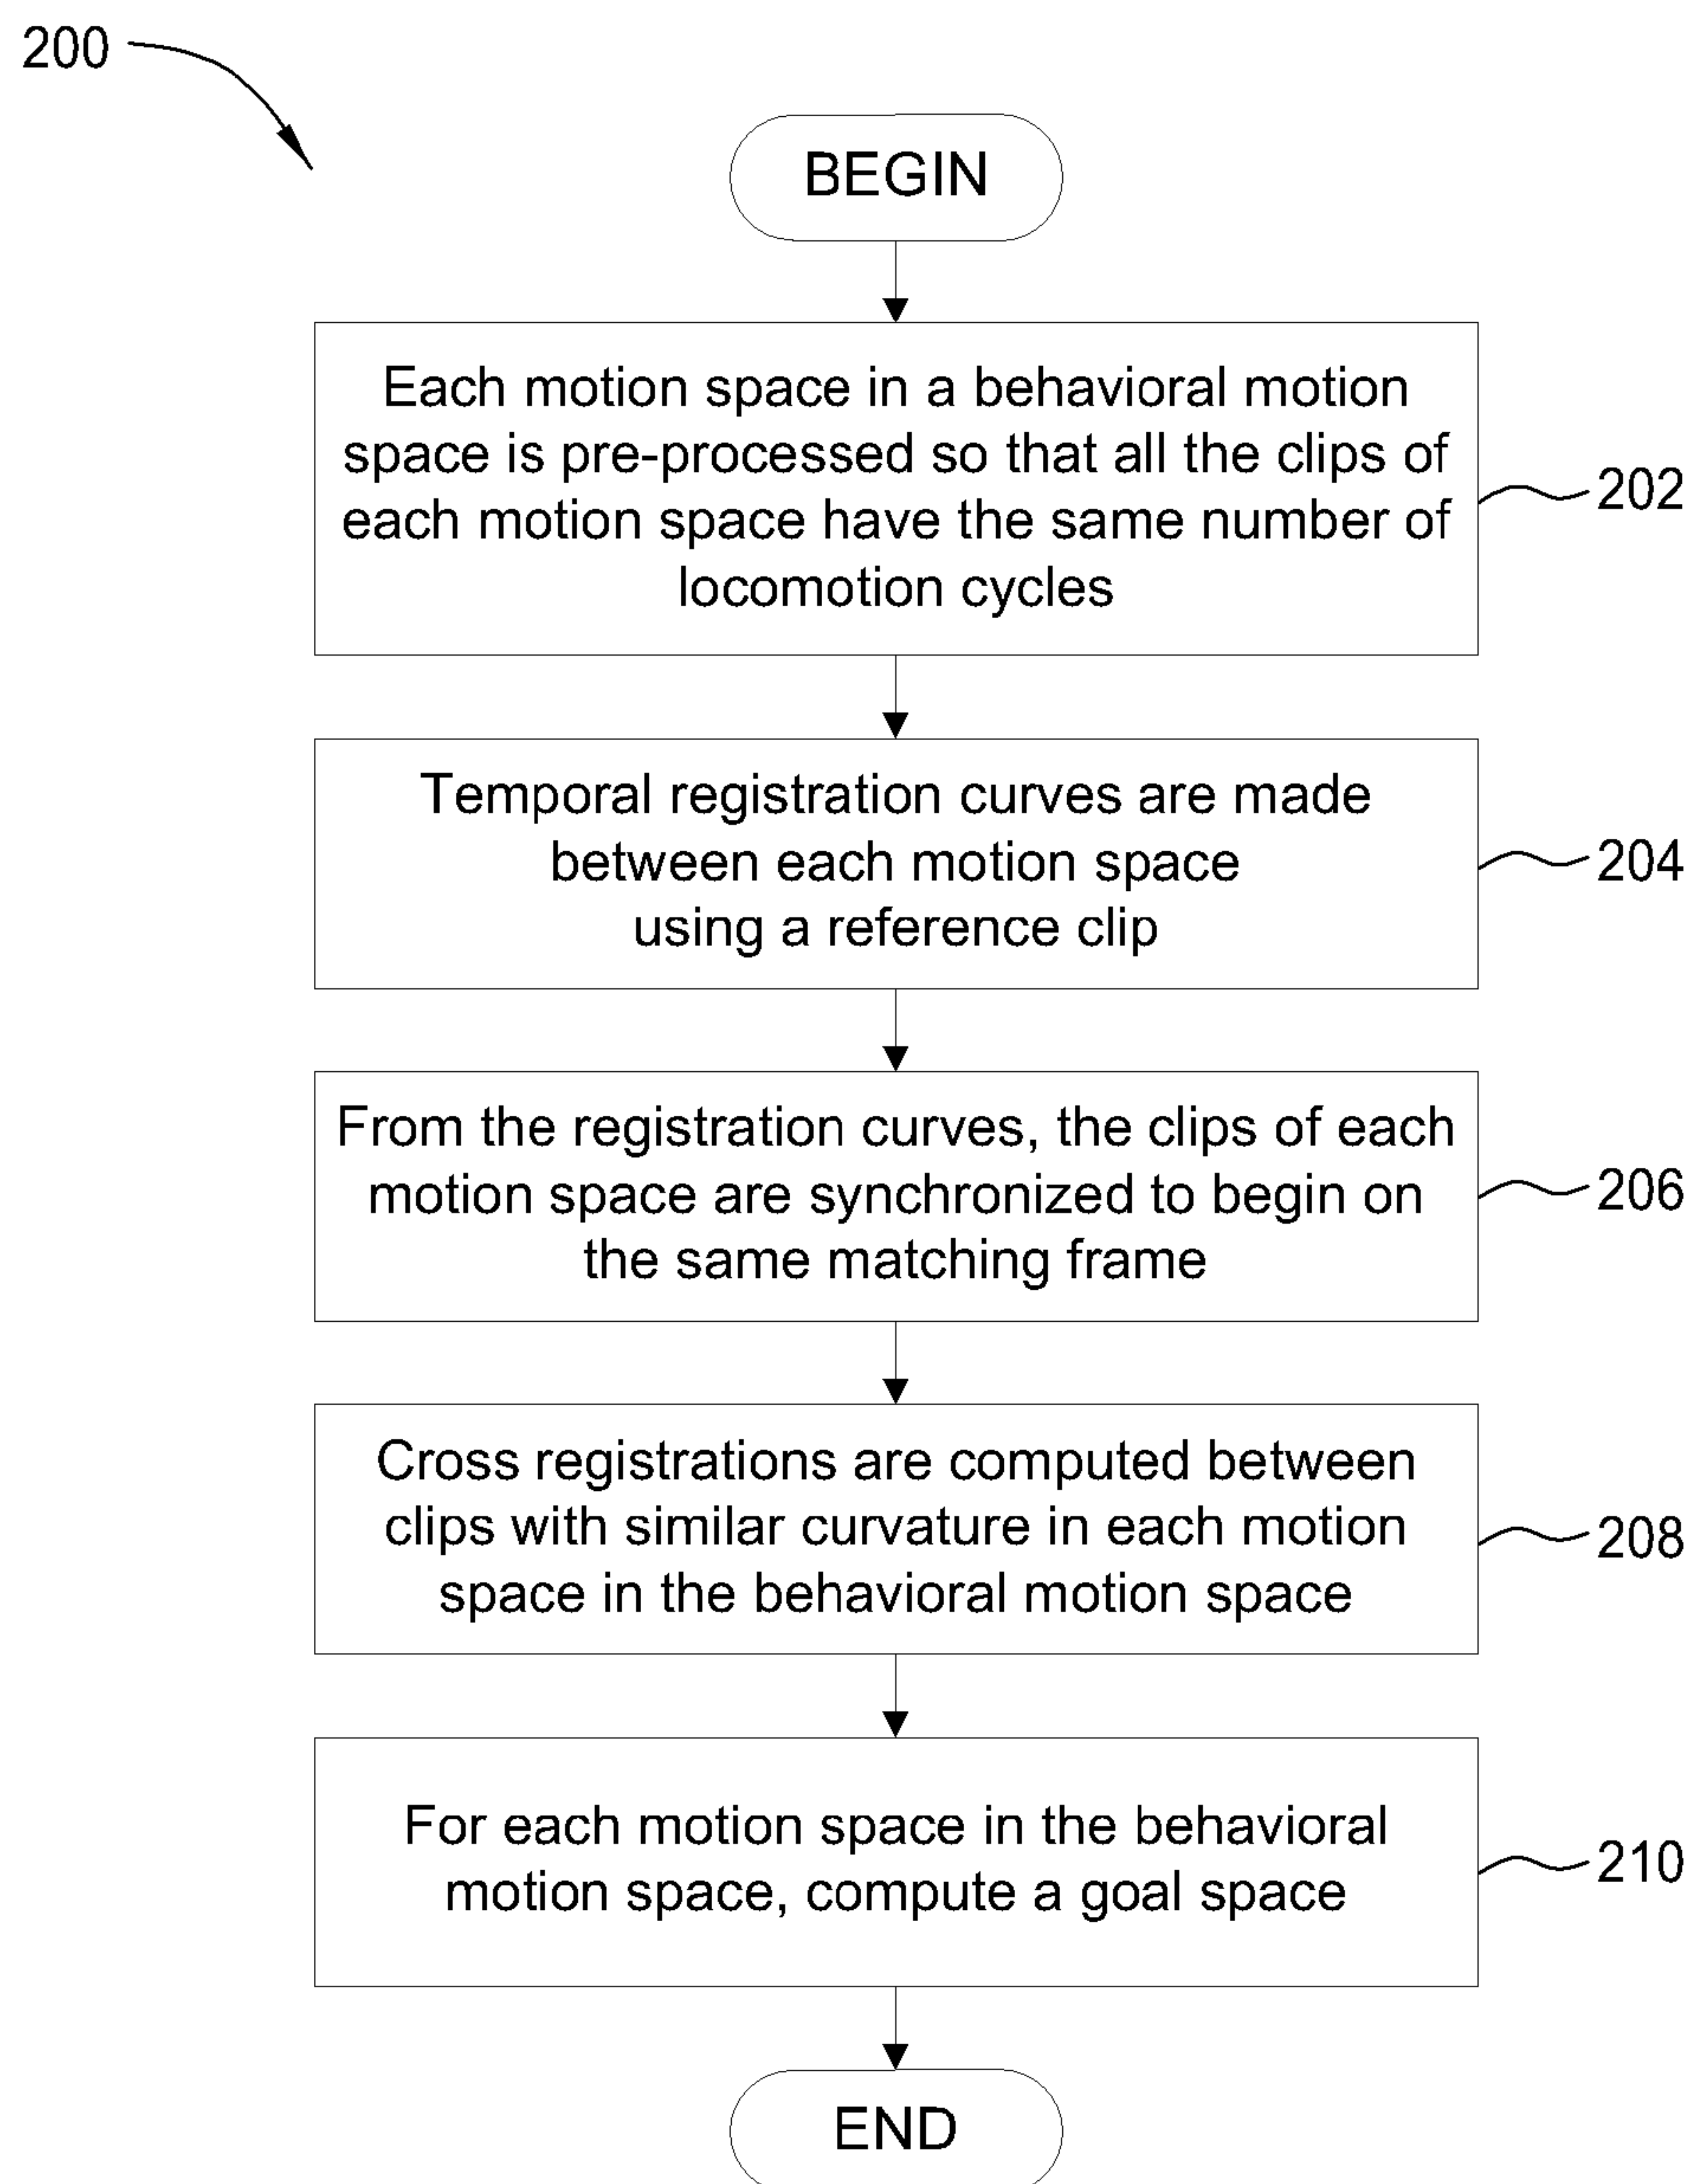 200
BEGIN
Each motion space in a behavioral motion
space is pre-processed so that all the clips of
each motion space have the same number of
locomotion cycles
202
Temporal registration curves are made
between each motion space
using a reference clip
204
From the registration curves, the clips of each
motion space are synchronized to begin on
the same matching frame
206
Cross registrations are computed between
clips with similar curvature in each motion
space in the behavioral motion space
208
For each motion space in the behavioral
motion space, compute a goal space
210
END